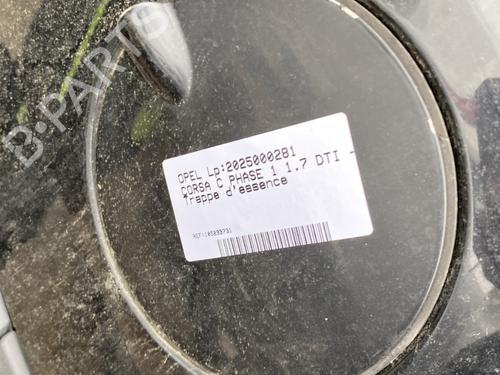 B-PARTS
OPEL Lp:2025000281
CORSA C PHASE 1 1.7 DTI -
*Trappe d'essence